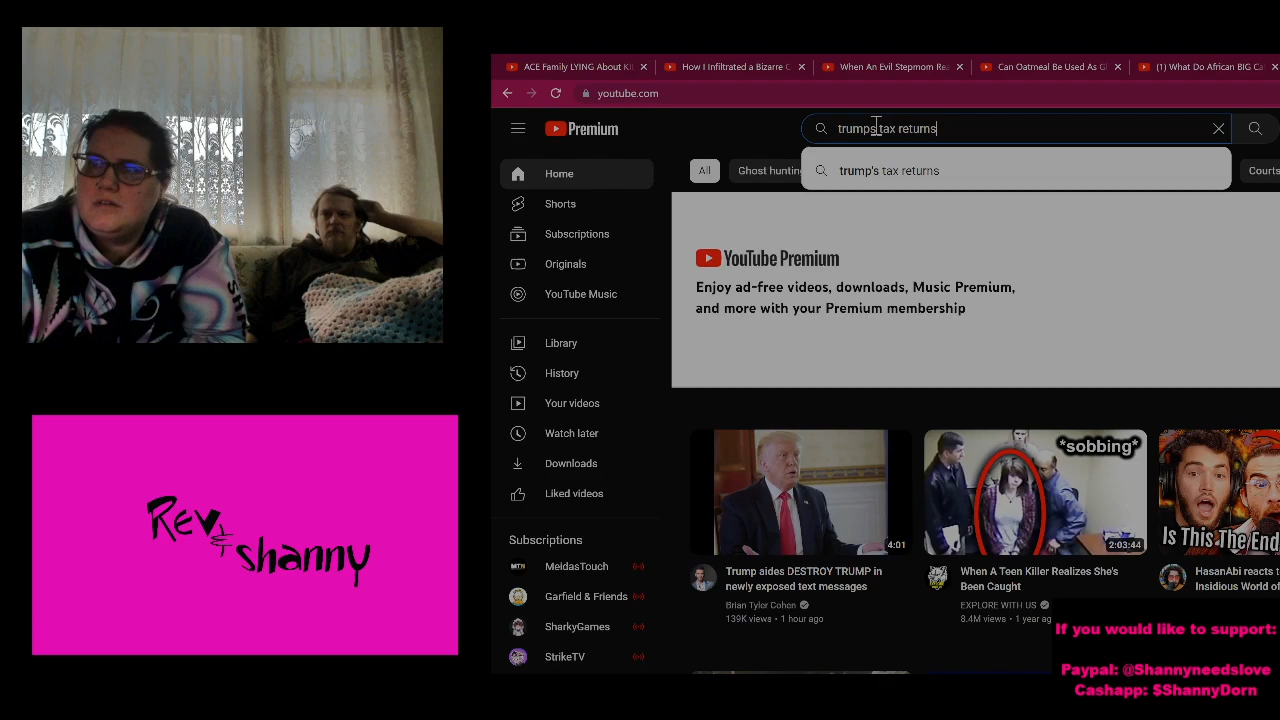 ACE Family LYING About Ki
How I Infiltrated a Bizarre C
When An Evil Stepmom Rea
Can Oatmeal Be Used As Gl
(1) What Do African BIG Ca
youtube.com
Premium
trumps tax returns
trump's tax returns
All
Ghost huntin
Courts
Home
Shorts
Subscriptions
Originals
YouTube Music
Library
History
Your videos
Watch later
Downloads
Liked videos
Subscriptions
MeidasTouch
Garfield & Friends
SharkyGames
StrikeTV
YouTube Premium
Enjoy ad-free videos, downloads, Music Premium,
and more with your Premium membership
4:01
Trump aides DESTROY TRUMP in
newly exposed text messages
Brian Tyler Cohen
139K views • 1 hour ago
*sobbing*
2:03:44
When A Teen Killer Realizes She's
Been Caught
EXPLORE WITH US
8.4M views • 1 year ag
Is This The End
HasanAbi reacts t
Insidious World of
Rev
&
shanny
If you would like to support:
Paypal: @Shannyneedslove
Cashapp: $ShannyDorn